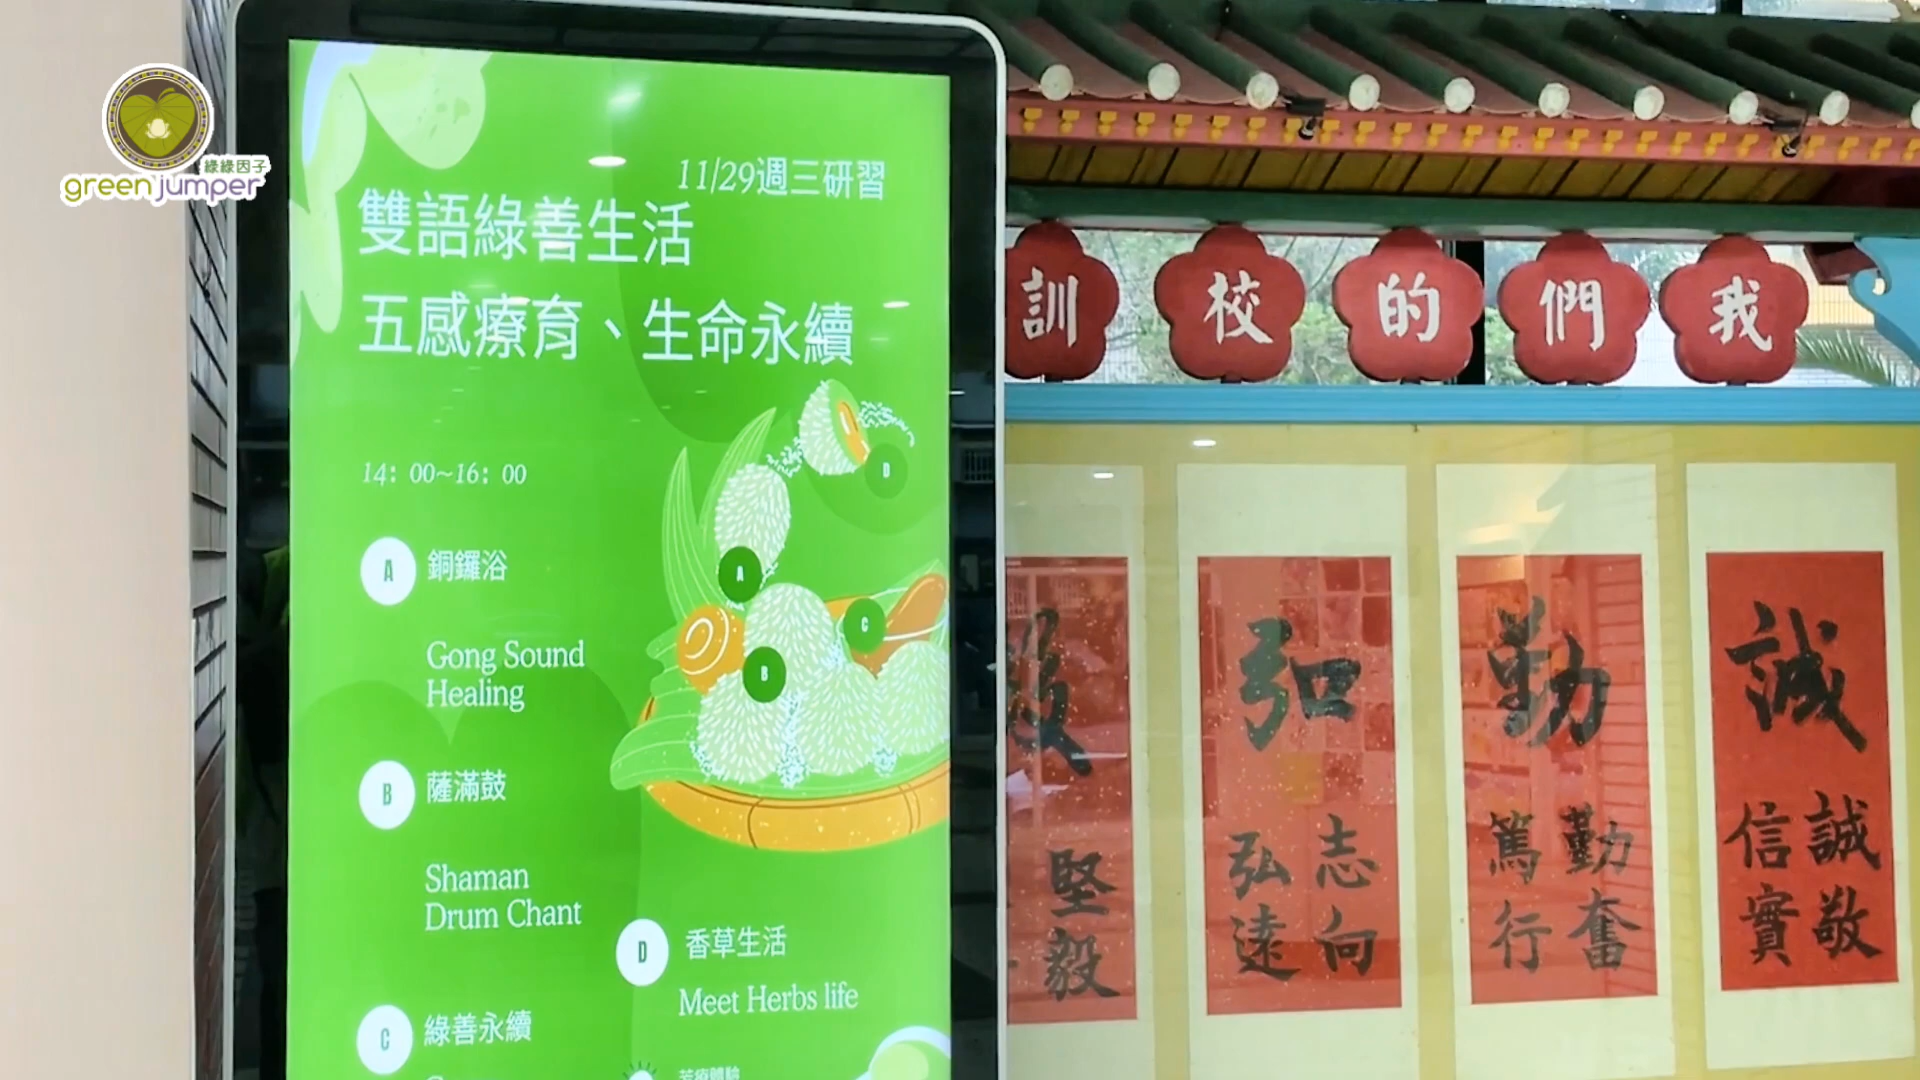 綠綠因子
green jumper
11/29週三研習
雙語綠善生活
五感療育、生命永續
14：00~16：00
A 銅鑼浴
Gong Sound
Healing
B 薩滿鼓
Shaman
Drum Chant
C 綠善永續
D 香草生活
Meet Herbs life
D
A
C
B
我們的校訓
誠
誠敬
信實
勤
勤奮
篤行
弘
志向
弘遠
毅
堅毅